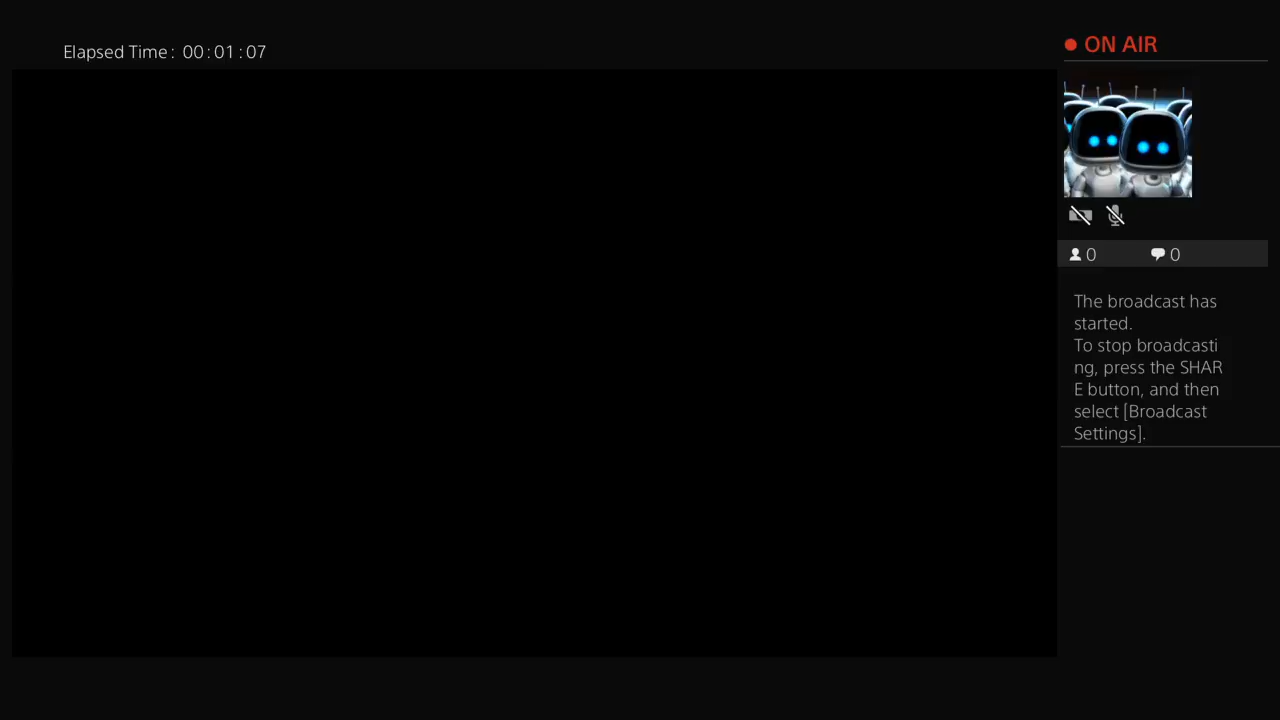 Elapsed Time: 00:01:07
ON AIR
0 0
The broadcast has
started.
To stop broadcasti
ng, press the SHAR
E button, and then
select [Broadcast
Settings].